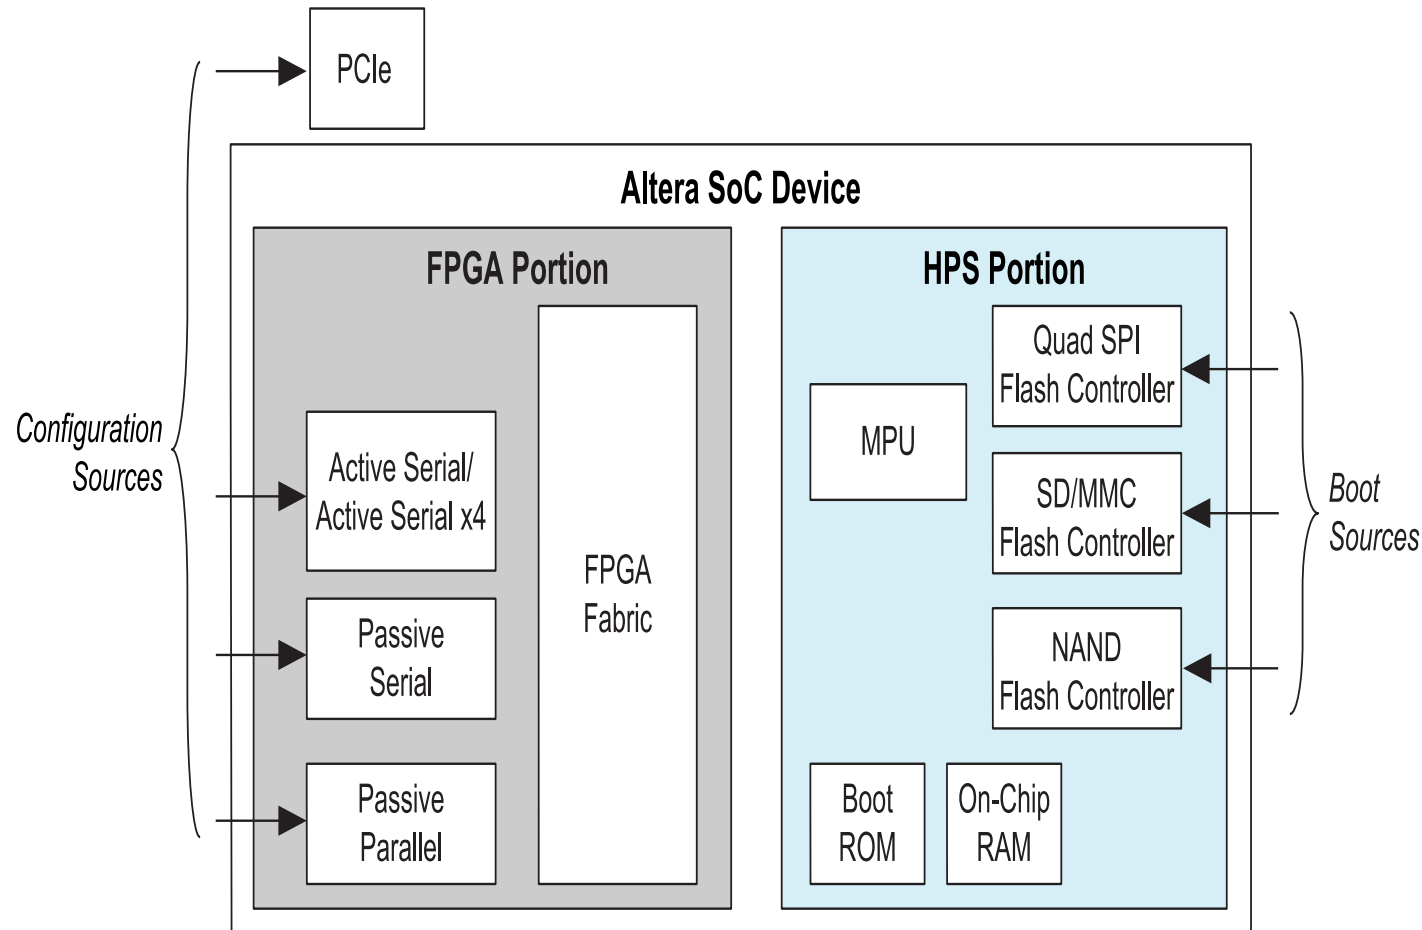 PCIe
Altera SoC Device
FPGA Portion
HPS Portion
Configuration
Sources
Active Serial/
Active Serial x4
Passive
Serial
Passive
Parallel
FPGA
Fabric
MPU
Quad SPI
Flash Controller
SD/MMC
Flash Controller
NAND
Flash Controller
Boot
ROM
On-Chip
RAM
Boot
Sources